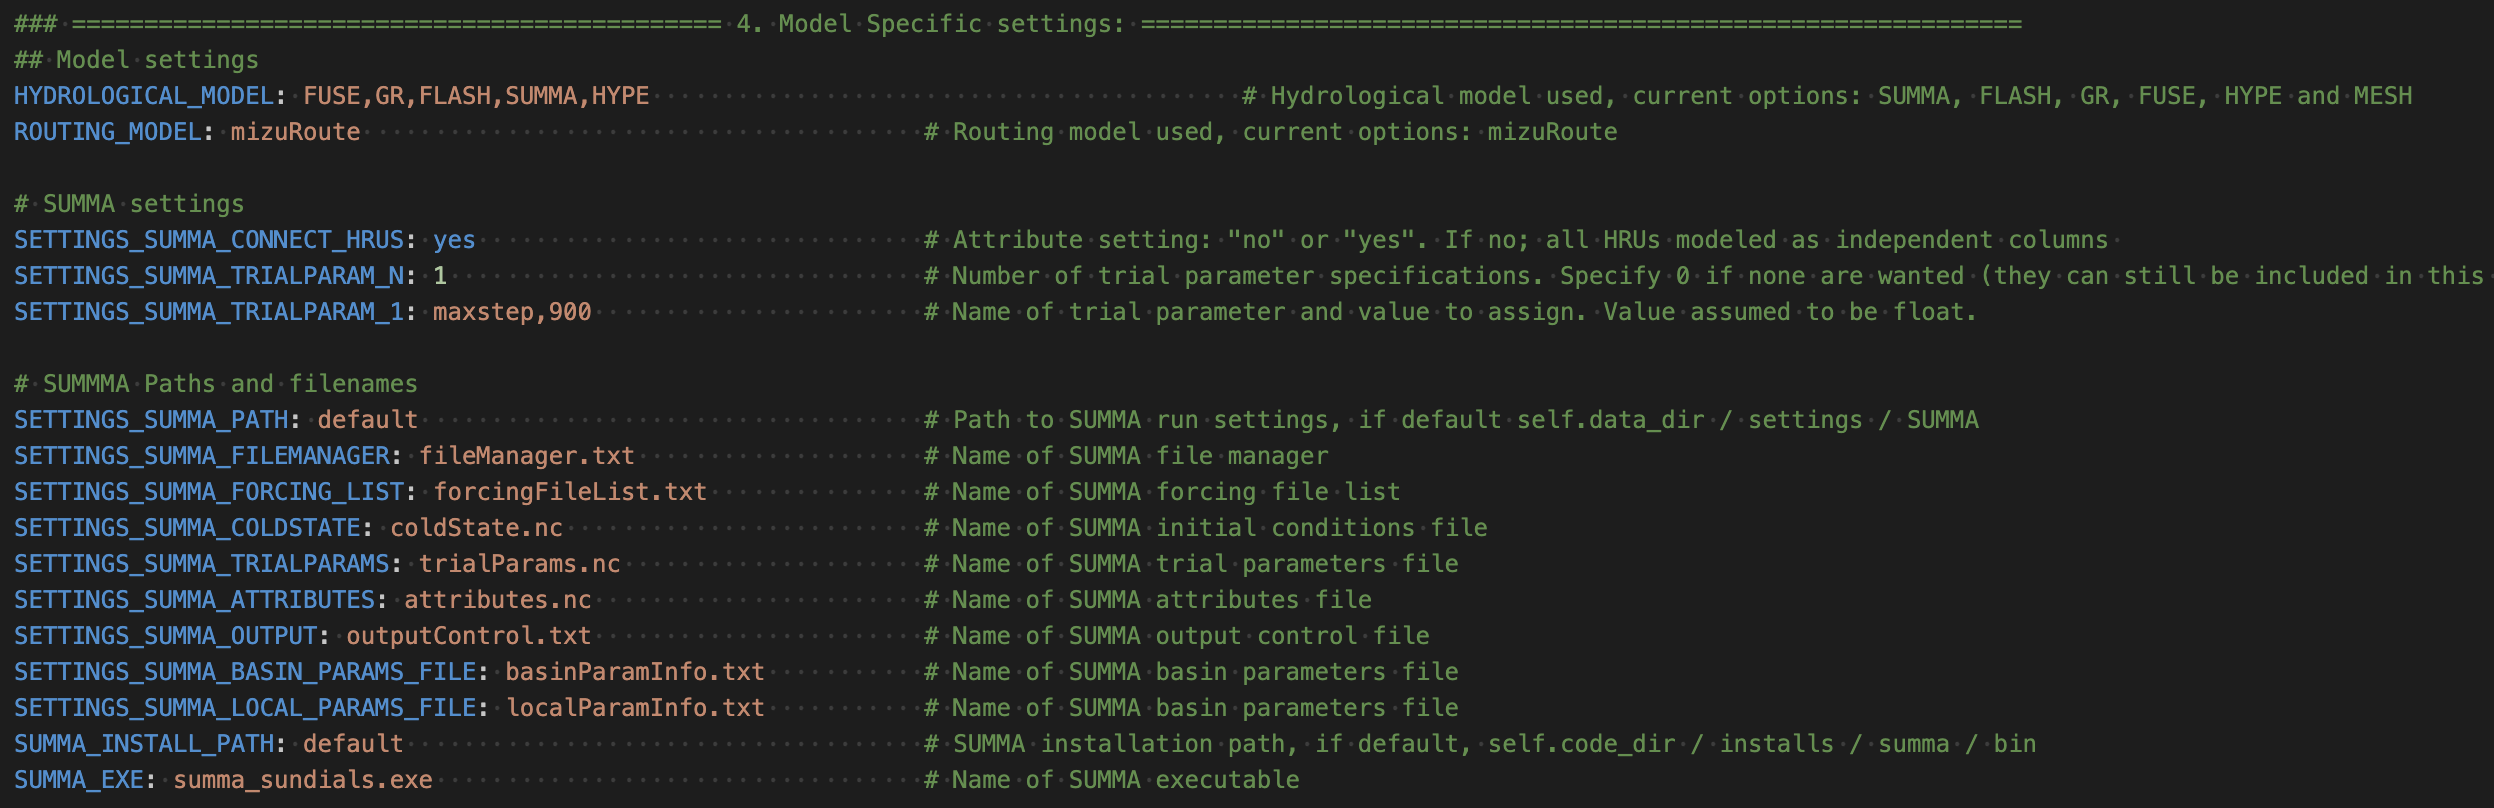 ### ============================================= 4. Model Specific settings: =============================================================
## Model settings
HYDROLOGICAL_MODEL: FUSE,GR,FLASH,SUMMA,HYPE # Hydrological model used, current options: SUMMA, FLASH, GR, FUSE, HYPE and MESH
ROUTING_MODEL: mizuRoute # Routing model used, current options: mizuRoute
# SUMMA settings
SETTINGS_SUMMA_CONNECT_HRUS: yes # Attribute setting: "no" or "yes". If no; all HRUs modeled as independent columns
SETTINGS_SUMMA_TRIALPARAM_N: 1 # Number of trial parameter specifications. Specify 0 if none are wanted (they can still be included in this
SETTINGS_SUMMA_TRIALPARAM_1: maxstep,900 # Name of trial parameter and value to assign. Value assumed to be float.
# SUMMMA Paths and filenames
SETTINGS_SUMMA_PATH: default # Path to SUMMA run settings, if default self.data_dir / settings / SUMMA
SETTINGS_SUMMA_FILEMANAGER: fileManager.txt # Name of SUMMA file manager
SETTINGS_SUMMA_FORCING_LIST: forcingFileList.txt # Name of SUMMA forcing file list
SETTINGS_SUMMA_COLDSTATE: coldState.nc # Name of SUMMA initial conditions file
SETTINGS_SUMMA_TRIALPARAMS: trialParams.nc # Name of SUMMA trial parameters file
SETTINGS_SUMMA_ATTRIBUTES: attributes.nc # Name of SUMMA attributes file
SETTINGS_SUMMA_OUTPUT: outputControl.txt # Name of SUMMA output control file
SETTINGS_SUMMA_BASIN_PARAMS_FILE: basinParamInfo.txt # Name of SUMMA basin parameters file
SETTINGS_SUMMA_LOCAL_PARAMS_FILE: localParamInfo.txt # Name of SUMMA basin parameters file
SUMMA_INSTALL_PATH: default # SUMMA installation path, if default, self.code_dir / installs / summa / bin
SUMMA_EXE: summa_sundials.exe # Name of SUMMA executable